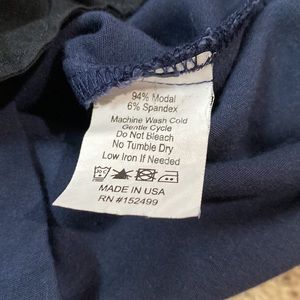 94% Modal
6% Spandex
Machine Wash Cold
Gentle Cycle
Do Not Bleach
No Tumble Dry
Low Iron If Needed
MADE IN USA
RN #152499